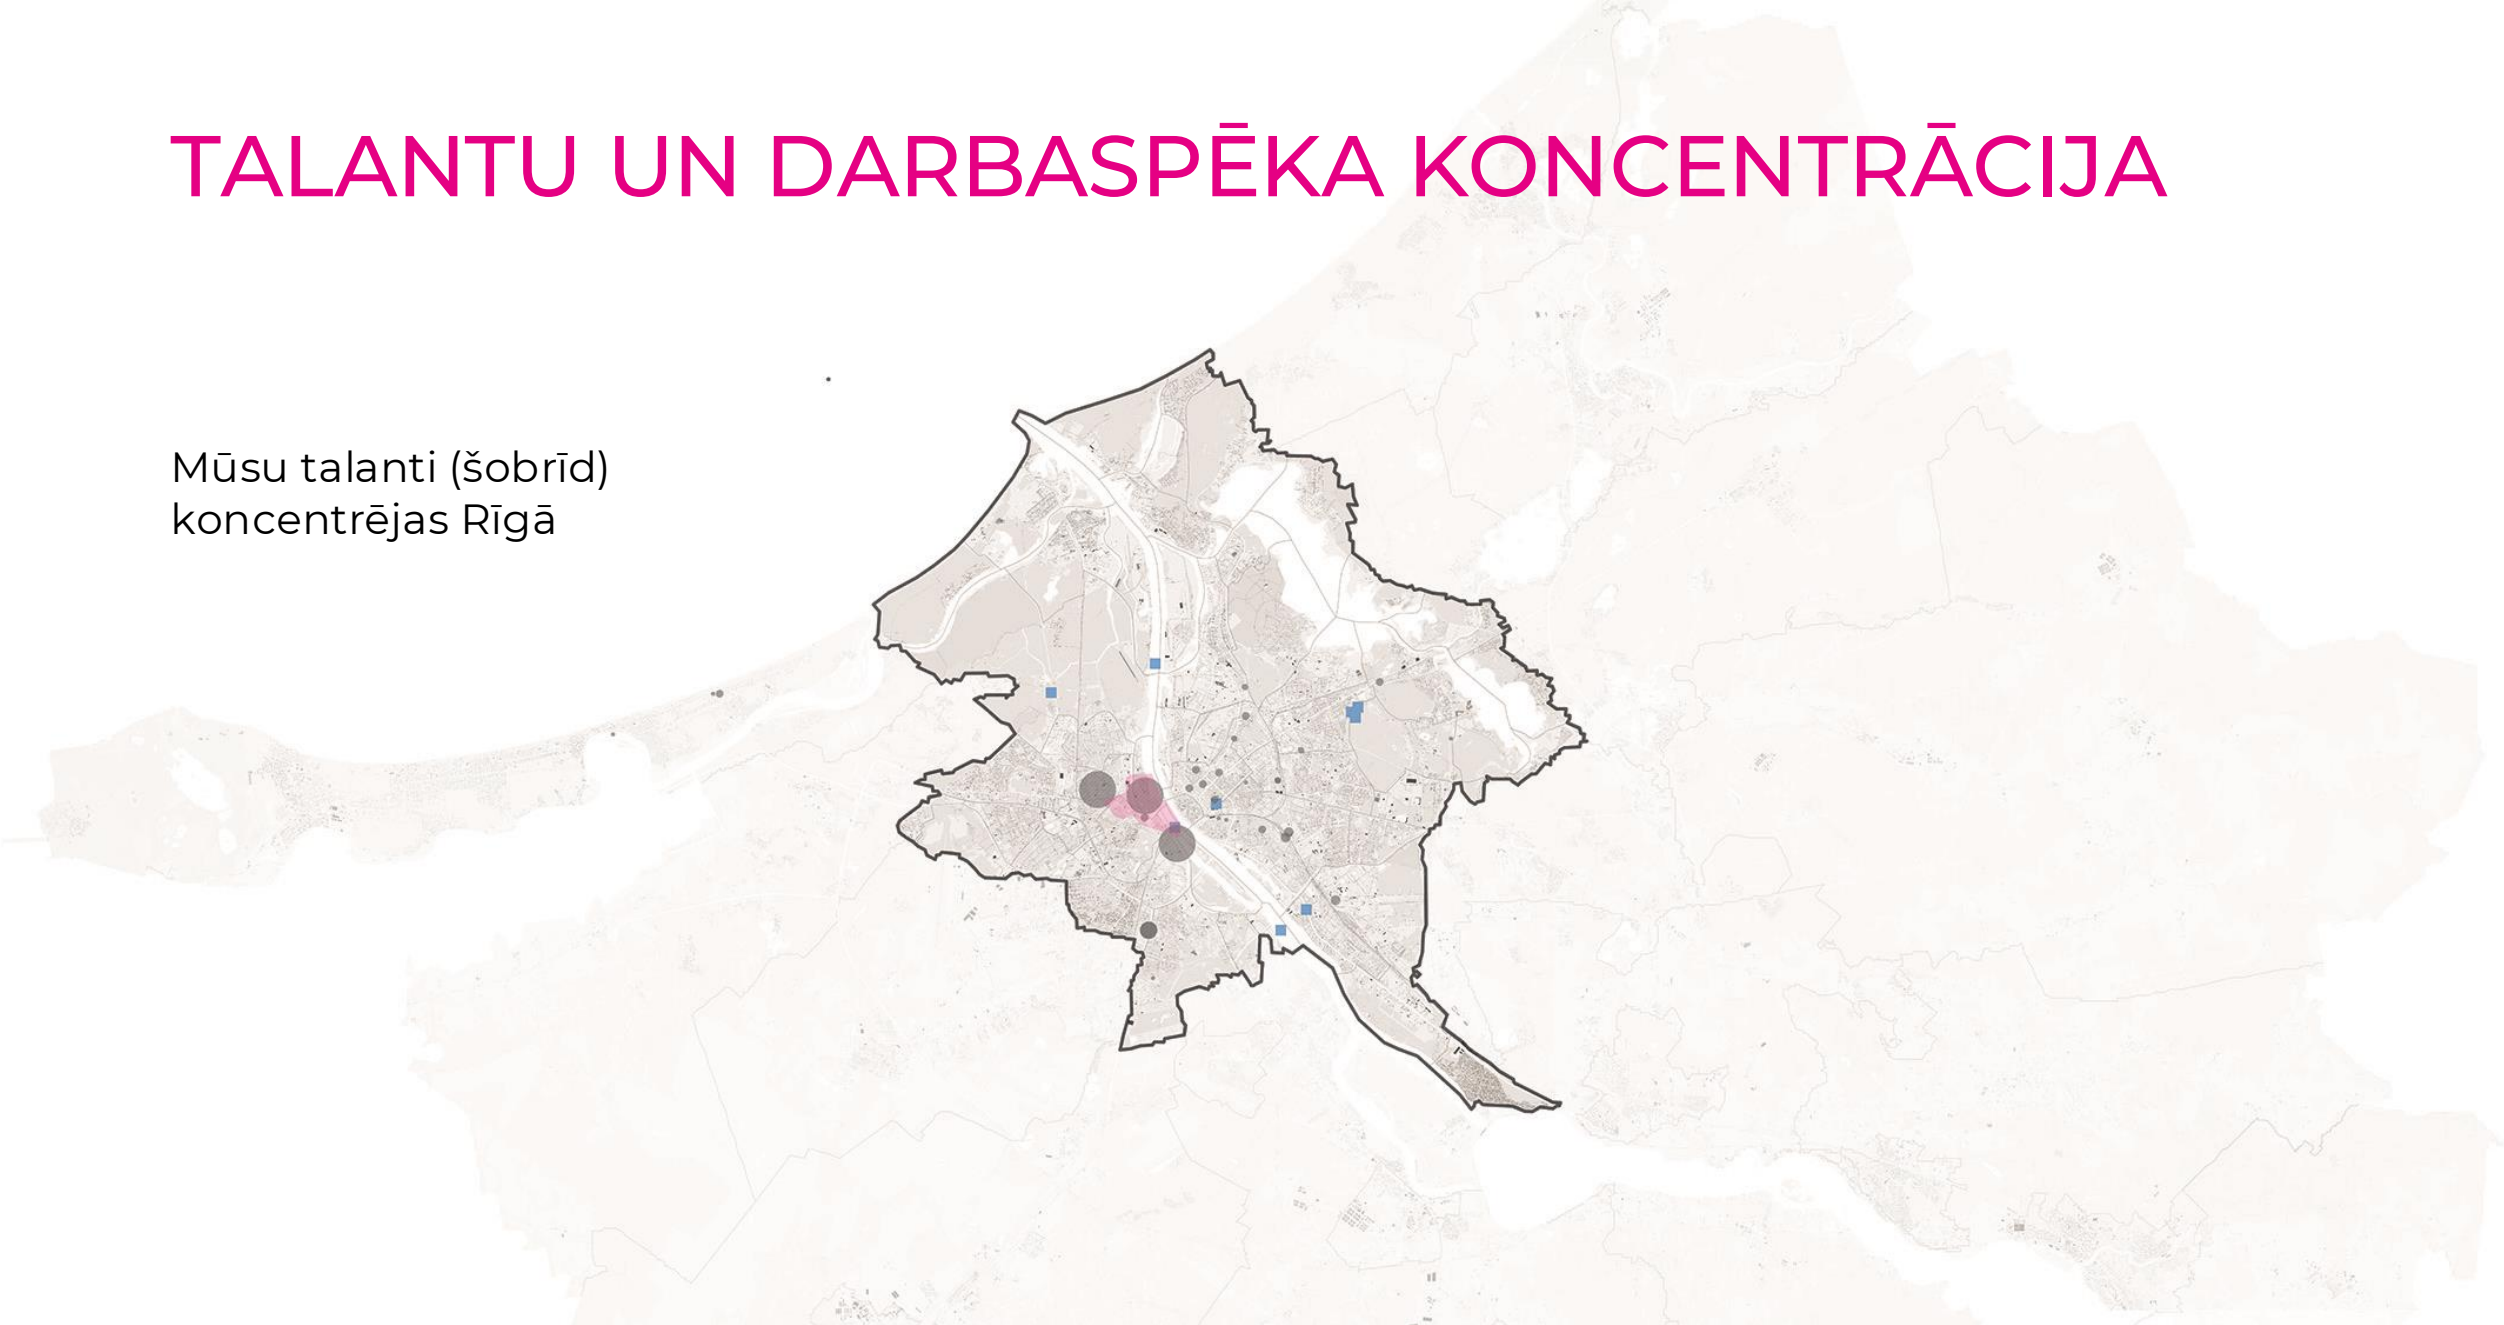 TALANTU UN DARBASPĒKA KONCENTRĀCIJA
Mūsu talanti (šobrīd)
koncentrējas Rīgā